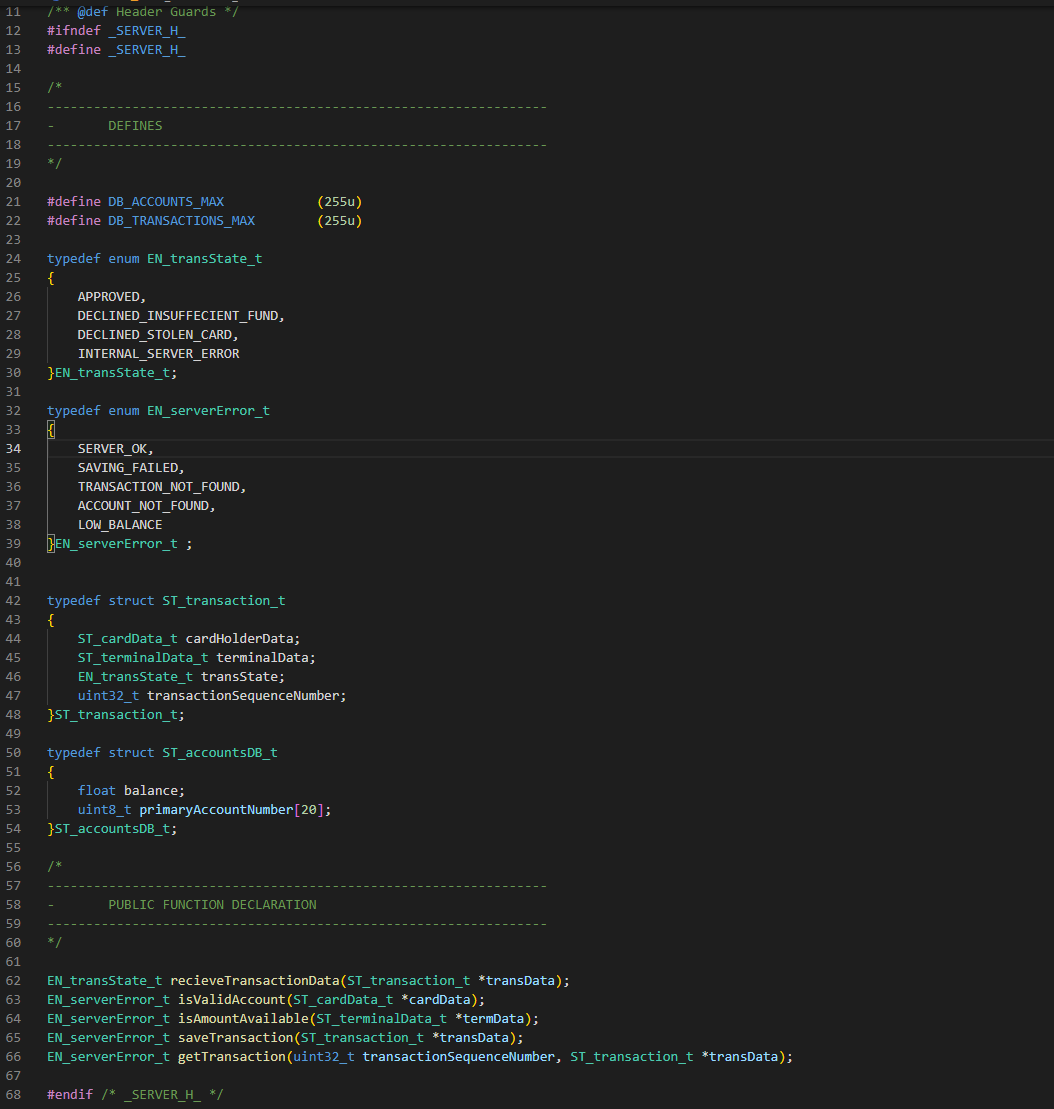 11 /** @def Header Guards */
12 #ifndef _SERVER_H_
13 #define _SERVER_H_
14
15 /*
16 -----------------------------------------------------------------
17 -       DEFINES
18 -----------------------------------------------------------------
19 */
20
21 #define DB_ACCOUNTS_MAX            (255u)
22 #define DB_TRANSACTIONS_MAX        (255u)
23
24 typedef enum EN_transState_t
25 {
26     APPROVED,
27     DECLINED_INSUFFECIENT_FUND,
28     DECLINED_STOLEN_CARD,
29     INTERNAL_SERVER_ERROR
30 }EN_transState_t;
31
32 typedef enum EN_serverError_t
33 {
34     SERVER_OK,
35     SAVING_FAILED,
36     TRANSACTION_NOT_FOUND,
37     ACCOUNT_NOT_FOUND,
38     LOW_BALANCE
39 }EN_serverError_t ;
40
41
42 typedef struct ST_transaction_t
43 {
44     ST_cardData_t cardHolderData;
45     ST_terminalData_t terminalData;
46     EN_transState_t transState;
47     uint32_t transactionSequenceNumber;
48 }ST_transaction_t;
49
50 typedef struct ST_accountsDB_t
51 {
52     float balance;
53     uint8_t primaryAccountNumber[20];
54 }ST_accountsDB_t;
55
56 /*
57 -----------------------------------------------------------------
58 -       PUBLIC FUNCTION DECLARATION
59 -----------------------------------------------------------------
60 */
61
62 EN_transState_t recieveTransactionData(ST_transaction_t *transData);
63 EN_serverError_t isValidAccount(ST_cardData_t *cardData);
64 EN_serverError_t isAmountAvailable(ST_terminalData_t *termData);
65 EN_serverError_t saveTransaction(ST_transaction_t *transData);
66 EN_serverError_t getTransaction(uint32_t transactionSequenceNumber, ST_transaction_t *transData);
67
68 #endif /* _SERVER_H_ */